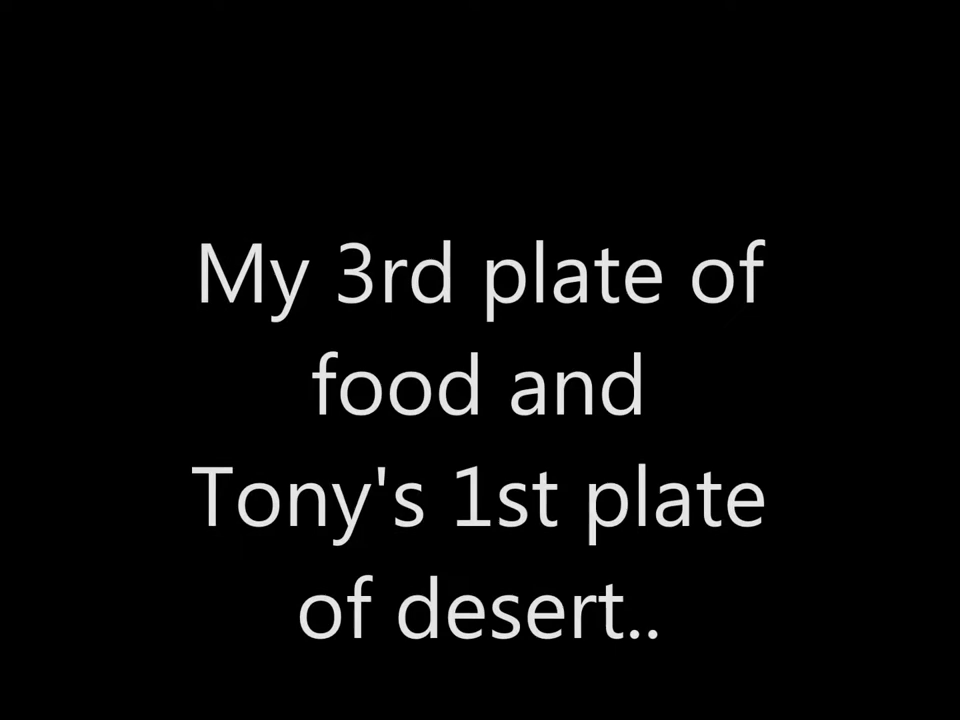 My 3rd plate of
food and
Tony's 1st plate
of desert..